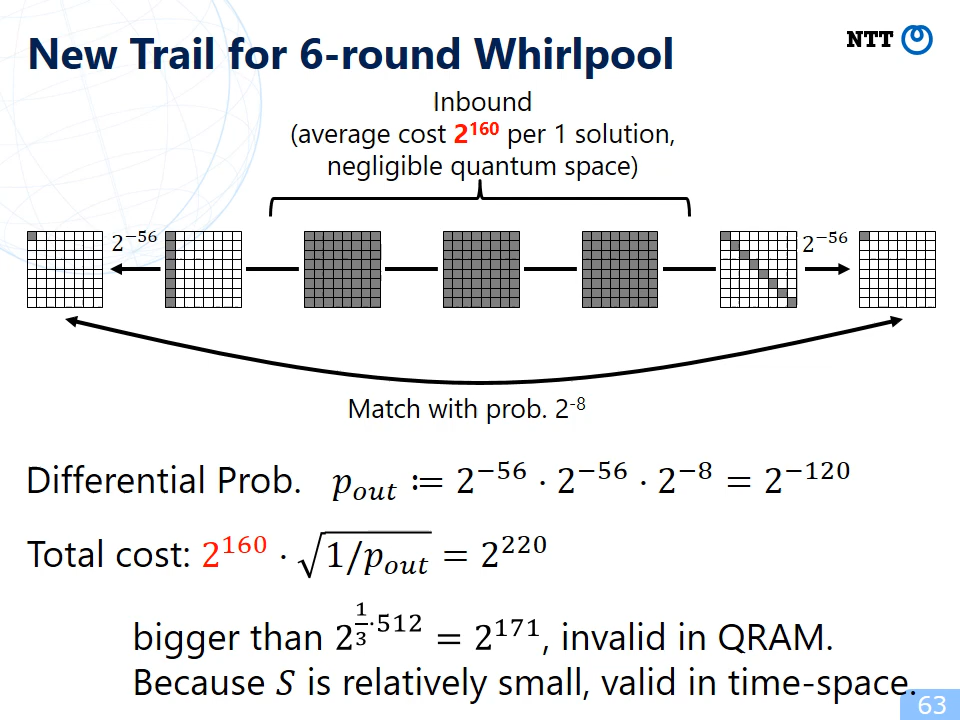 New Trail for 6-round Whirlpool
NTT
Inbound
(average cost 2^160 per 1 solution,
negligible quantum space)
2^−56
2^−56
Match with prob. 2^-8
Differential Prob. p_out ≔ 2^−56 · 2^−56 · 2^−8 = 2^−120
Total cost: 2^160 · √(1/p_out) = 2^220
bigger than 2^(1/3·512) = 2^171, invalid in QRAM.
Because S is relatively small, valid in time-space.
63